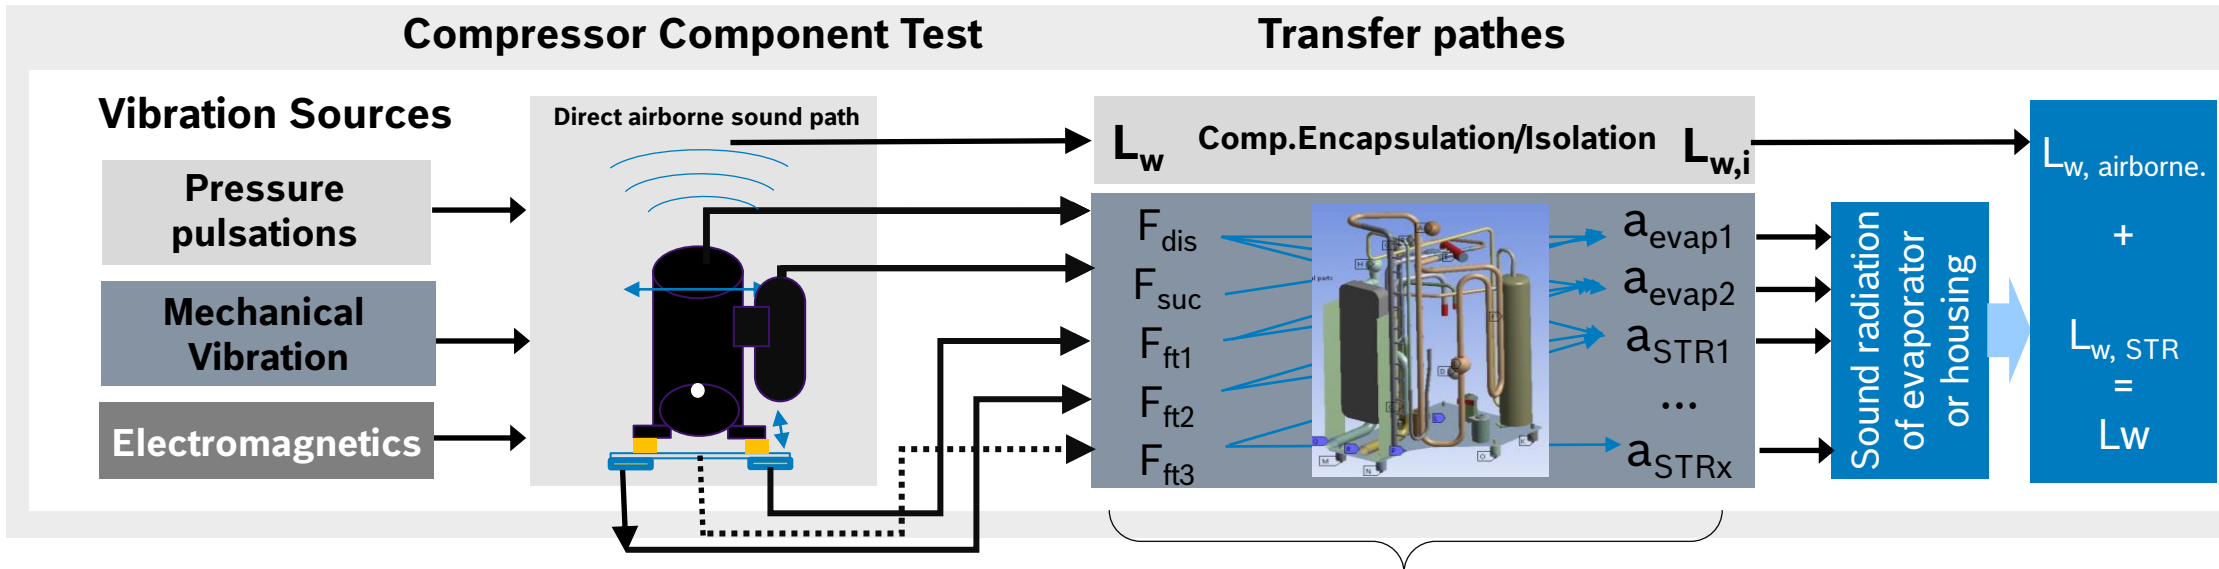 Compressor Component Test
Transfer pathes
Vibration Sources
Pressure
pulsations
Mechanical
Vibration
Electromagnetics
Direct airborne sound path
Lw
Comp.Encapsulation/Isolation
Lw,i
Fdis
Fsuc
Fft1
Fft2
Fft3
aevap1
aevap2
aSTR1
...
aSTRx
Sound radiation
of evaporator
or housing
Lw, airborne.
+
Lw, STR
=
Lw